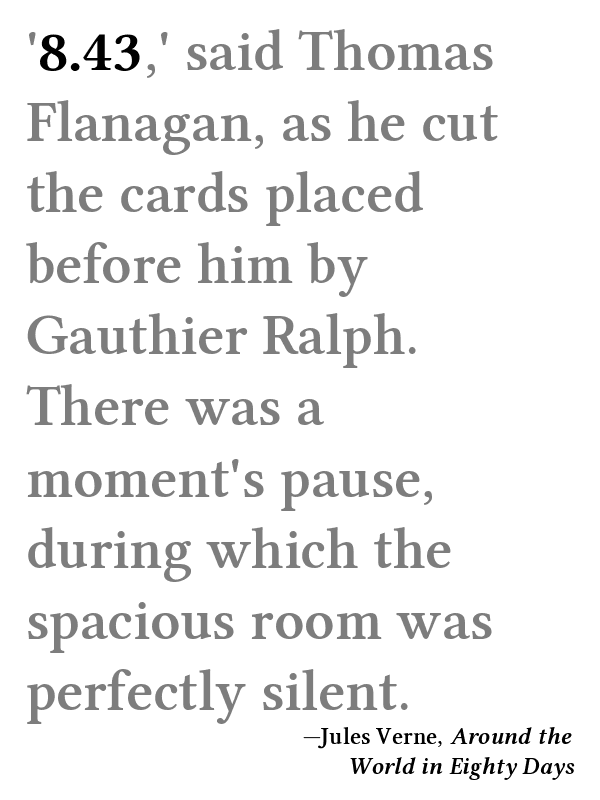 '8.43,' said Thomas
Flanagan, as he cut
the cards placed
before him by
Gauthier Ralph.
There was a
moment's pause,
during which the
spacious room was
perfectly silent.
—Jules Verne, Around the
World in Eighty Days